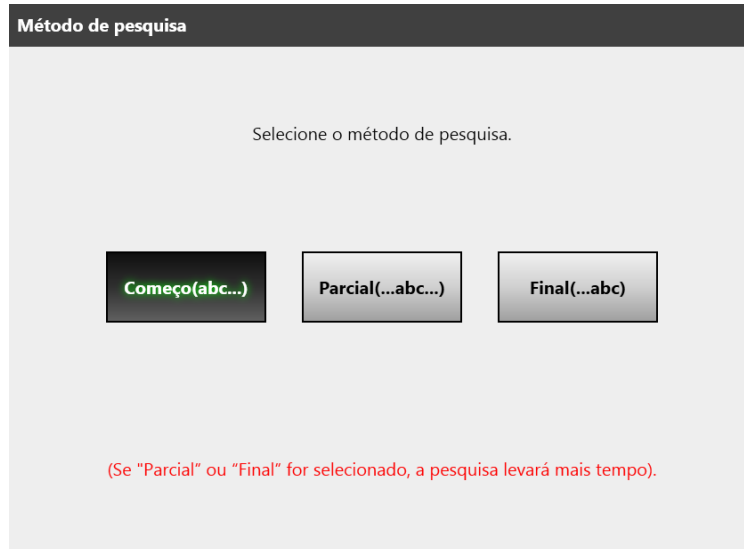 Método de pesquisa
Selecione o método de pesquisa.
Começo(abc...)
Parcial(...abc...)
Final(...abc)
(Se "Parcial” ou “Final” for selecionado, a pesquisa levará mais tempo).